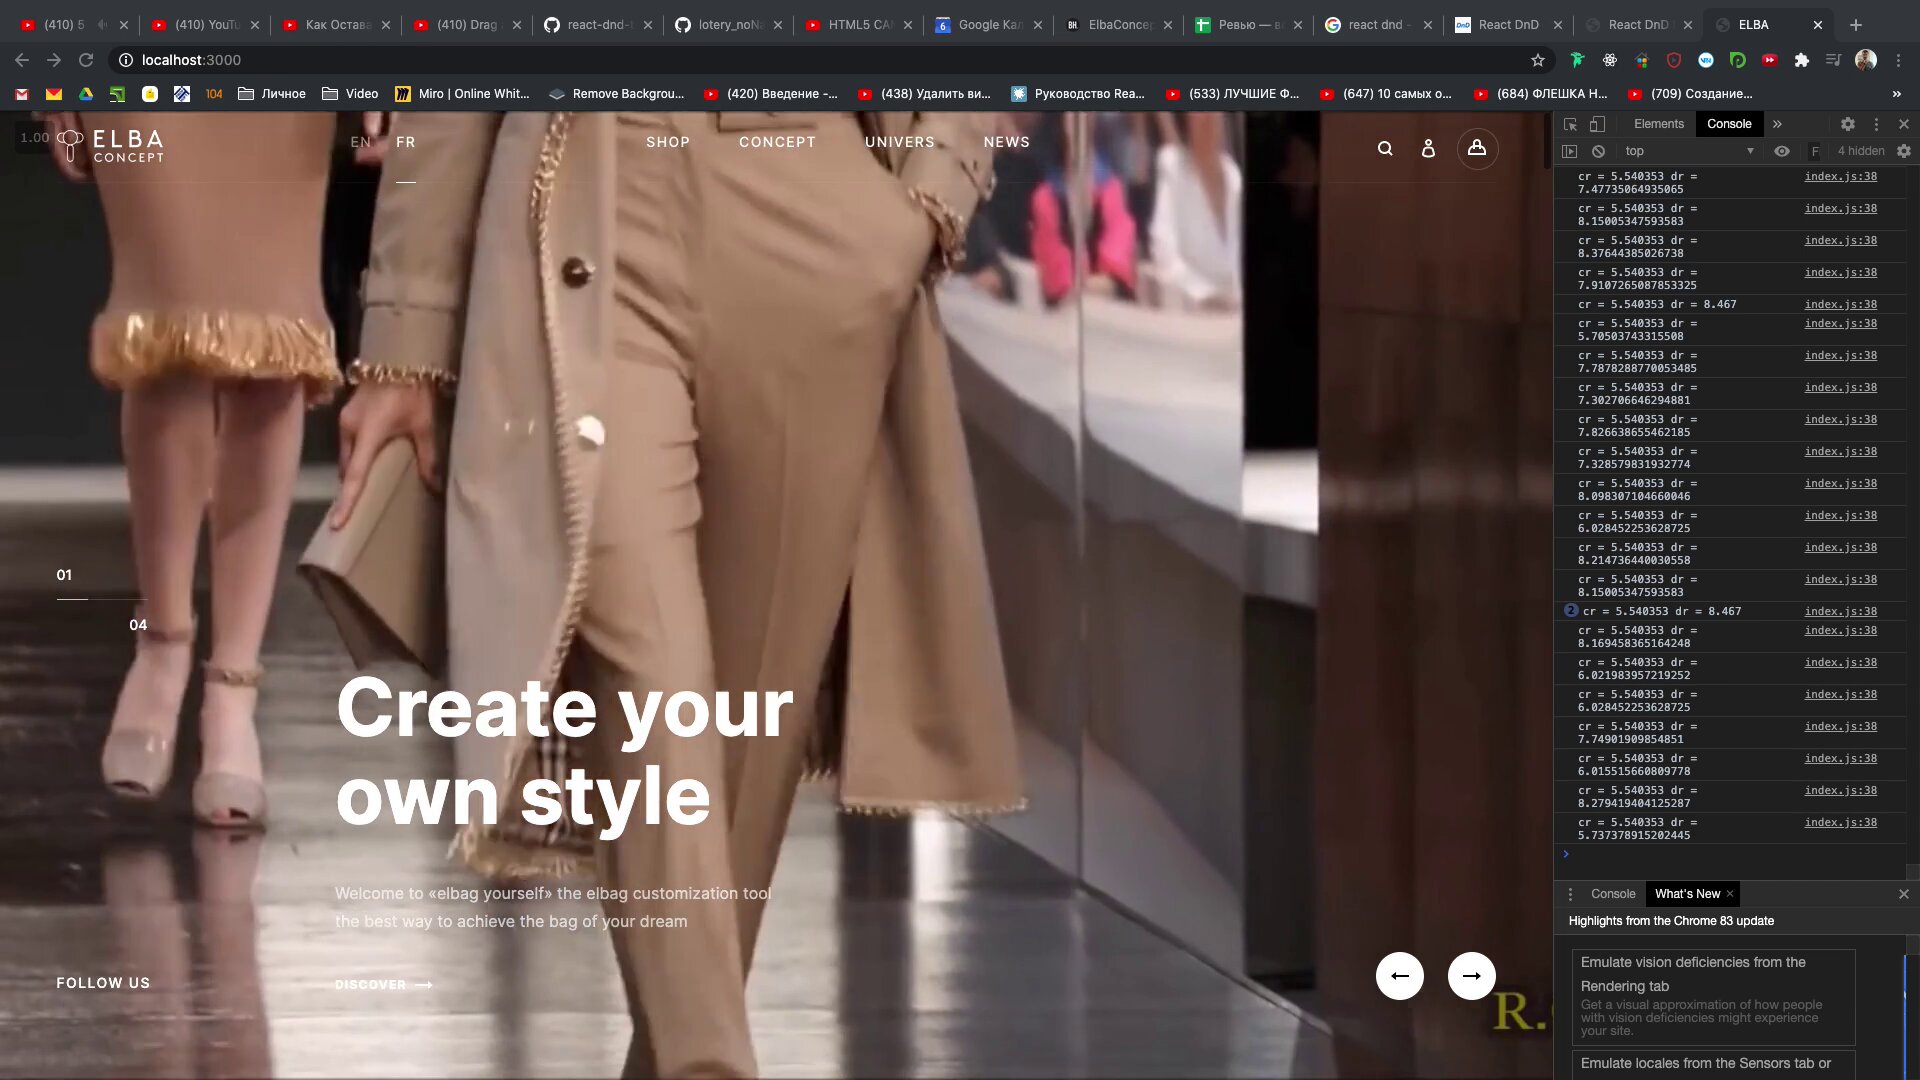 (410) 5
(410) YouTu
Как Остава
(410) Drag
react-dnd-
lotery_noNa
HTML5 CAN
Google Кал
ElbaConcep
Ревью — в
react dnd -
React DnD
React DnD
ELBA
localhost:3000
104
Личное
Video
Miro | Online Whit...
Remove Backgrou...
(420) Введение -...
(438) Удалить ви...
Руководство Rea...
(533) ЛУЧШИЕ Ф...
(647) 10 самых о...
(684) ФЛЕШКА Н...
(709) Создание...
»
1.00
ELBA
CONCEPT
EN FR
SHOP CONCEPT UNIVERS NEWS
01
04
Create your
own style
Welcome to «elbag yourself» the elbag customization tool
the best way to achieve the bag of your dream
DISCOVER
FOLLOW US
R.
Elements Console »
top
4 hidden
cr = 5.540353 dr = index.js:38
7.47735064935065
cr = 5.540353 dr = index.js:38
8.15005347593583
cr = 5.540353 dr = index.js:38
8.37644385026738
cr = 5.540353 dr = index.js:38
7.9107265087853325
cr = 5.540353 dr = 8.467 index.js:38
cr = 5.540353 dr = index.js:38
5.70503743315508
cr = 5.540353 dr = index.js:38
7.7878288770053485
cr = 5.540353 dr = index.js:38
7.302706646294881
cr = 5.540353 dr = index.js:38
7.826638655462185
cr = 5.540353 dr = index.js:38
7.328579831932774
cr = 5.540353 dr = index.js:38
8.098307104660046
cr = 5.540353 dr = index.js:38
6.028452253628725
cr = 5.540353 dr = index.js:38
8.214736440030558
cr = 5.540353 dr = index.js:38
8.15005347593583
2 cr = 5.540353 dr = 8.467 index.js:38
cr = 5.540353 dr = index.js:38
8.169458365164248
cr = 5.540353 dr = index.js:38
6.021983957219252
cr = 5.540353 dr = index.js:38
6.028452253628725
cr = 5.540353 dr = index.js:38
7.74901909854851
cr = 5.540353 dr = index.js:38
6.015515660809778
cr = 5.540353 dr = index.js:38
8.279419404125287
cr = 5.540353 dr = index.js:38
5.737378915202445
Console What's New
Highlights from the Chrome 83 update
Emulate vision deficiencies from the
Rendering tab
Get a visual approximation of how people
with vision deficiencies might experience
your site.
Emulate locales from the Sensors tab or